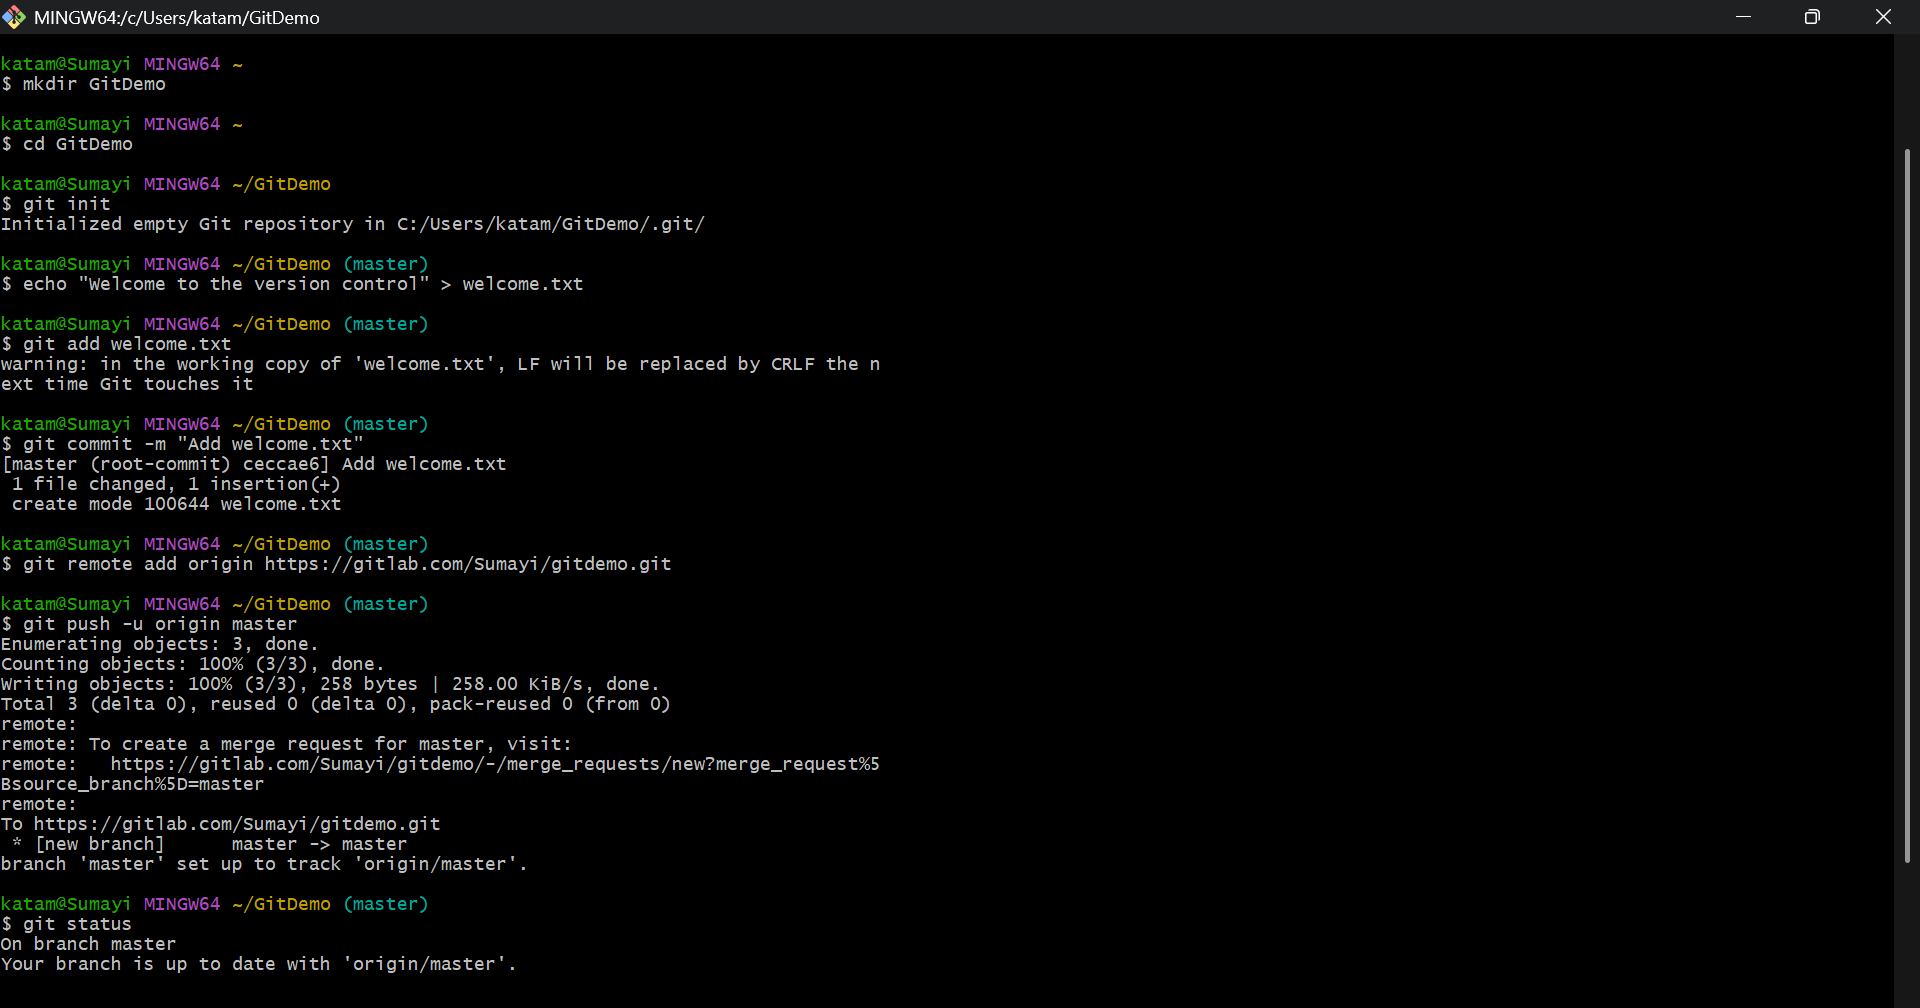 MINGW64:/c/Users/katam/GitDemo
katam@Sumayi MINGW64 ~
$ mkdir GitDemo
katam@Sumayi MINGW64 ~
$ cd GitDemo
katam@Sumayi MINGW64 ~/GitDemo
$ git init
Initialized empty Git repository in C:/Users/katam/GitDemo/.git/
katam@Sumayi MINGW64 ~/GitDemo (master)
$ echo "Welcome to the version control" > welcome.txt
katam@Sumayi MINGW64 ~/GitDemo (master)
$ git add welcome.txt
warning: in the working copy of 'welcome.txt', LF will be replaced by CRLF the n
ext time Git touches it
katam@Sumayi MINGW64 ~/GitDemo (master)
$ git commit -m "Add welcome.txt"
[master (root-commit) ceccae6] Add welcome.txt
 1 file changed, 1 insertion(+)
 create mode 100644 welcome.txt
katam@Sumayi MINGW64 ~/GitDemo (master)
$ git remote add origin https://gitlab.com/Sumayi/gitdemo.git
katam@Sumayi MINGW64 ~/GitDemo (master)
$ git push -u origin master
Enumerating objects: 3, done.
Counting objects: 100% (3/3), done.
Writing objects: 100% (3/3), 258 bytes | 258.00 KiB/s, done.
Total 3 (delta 0), reused 0 (delta 0), pack-reused 0 (from 0)
remote:
remote: To create a merge request for master, visit:
remote:   https://gitlab.com/Sumayi/gitdemo/-/merge_requests/new?merge_request%5
Bsource_branch%5D=master
remote:
To https://gitlab.com/Sumayi/gitdemo.git
 * [new branch]      master -> master
branch 'master' set up to track 'origin/master'.
katam@Sumayi MINGW64 ~/GitDemo (master)
$ git status
On branch master
Your branch is up to date with 'origin/master'.